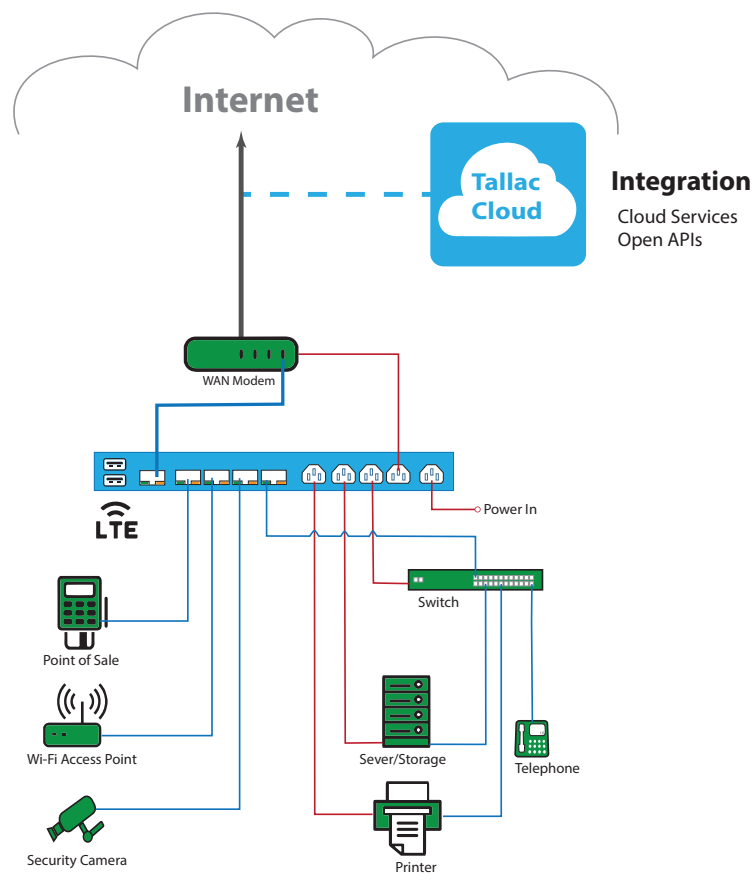 Internet
Tallac
Cloud
Integration
Cloud Services
Open APIs
WAN Modem
LTE
Power In
Switch
Point of Sale
Wi-Fi Access Point
Sever/Storage
Telephone
Security Camera
Printer